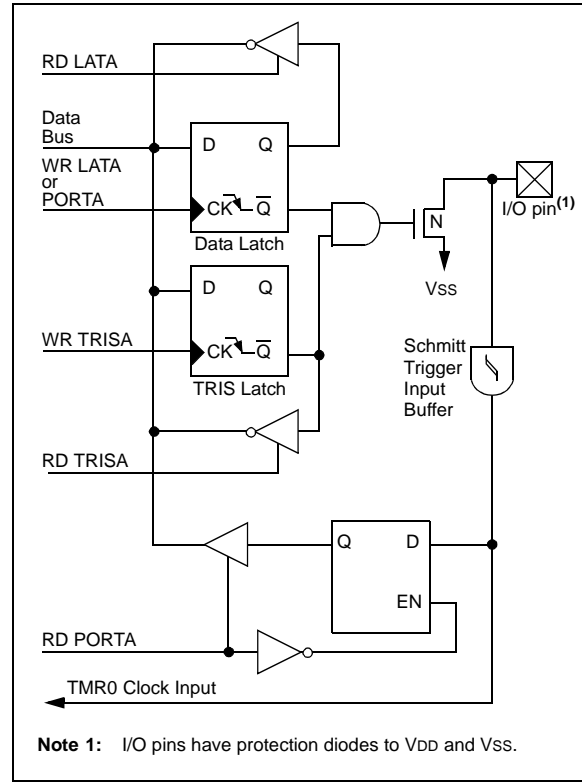 RD LATA
Data
Bus
D Q
WR LATA
or
PORTA
CK Q
Data Latch
N
I/O pin(1)
VSS
D Q
WR TRISA
CK Q
TRIS Latch
Schmitt
Trigger
Input
Buffer
RD TRISA
Q D
EN
RD PORTA
TMR0 Clock Input
Note 1: I/O pins have protection diodes to VDD and VSS.